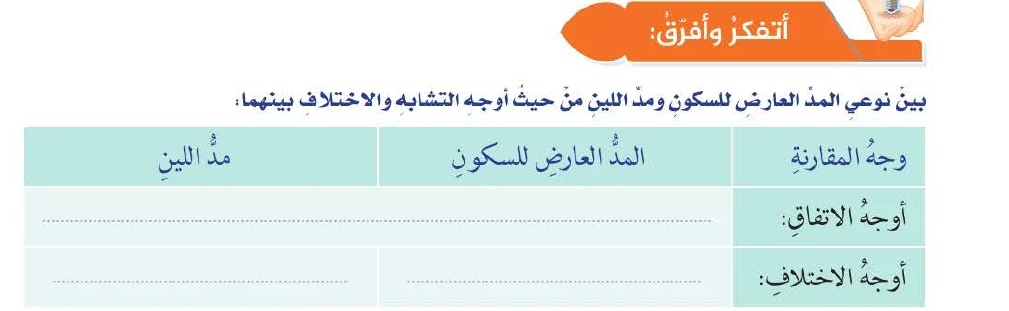 أتفكرُ وأفرّقُ:
بينَ نوعي المدّ العارضِ للسكونِ ومدّ اللينِ منْ حيثُ أوجهِ التشابهِ والاختلافِ بينهما:
وجهُ المقارنةِ المدُّ العارضِ للسكونِ مدُّ اللينِ
أوجهُ الاتفاقِ:
أوجهُ الاختلافِ: